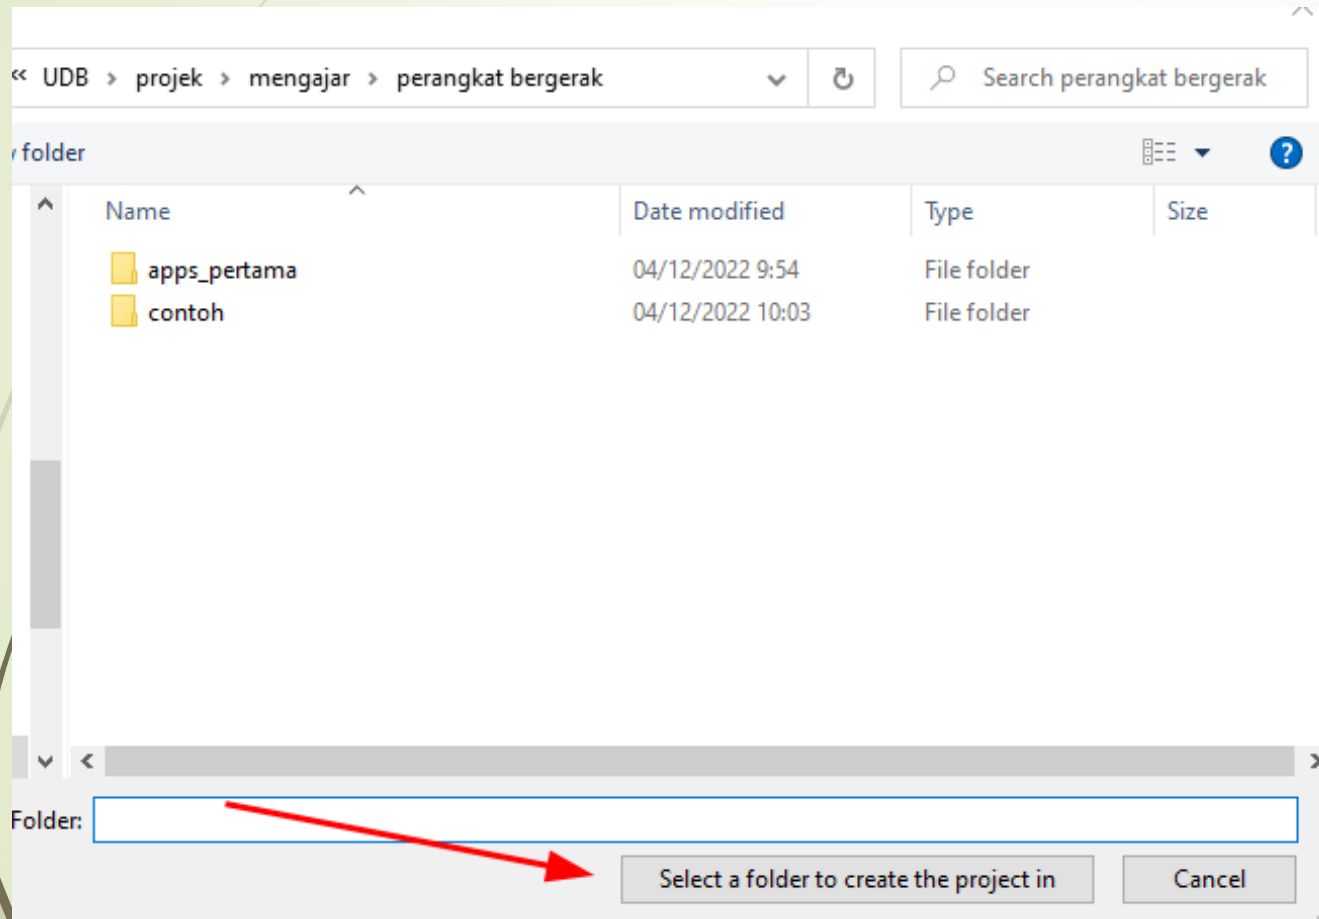 « UDB > projek > mengajar > perangkat bergerak
Search perangkat bergerak
folder
?
Name Date modified Type Size
apps_pertama 04/12/2022 9:54 File folder
contoh 04/12/2022 10:03 File folder
Folder:
Select a folder to create the project in Cancel